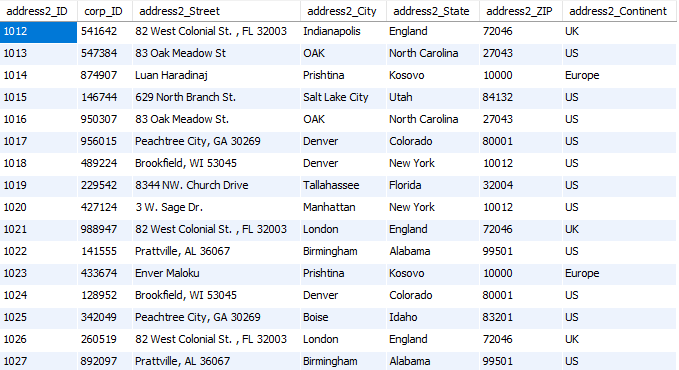 address2_ID corp_ID address2_Street address2_City address2_State address2_ZIP address2_Continent
1012 541642 82 West Colonial St. , FL 32003 Indianapolis England 72046 UK
1013 547384 83 Oak Meadow St OAK North Carolina 27043 US
1014 874907 Luan Haradinaj Prishtina Kosovo 10000 Europe
1015 146744 629 North Branch St. Salt Lake City Utah 84132 US
1016 950307 83 Oak Meadow St. OAK North Carolina 27043 US
1017 956015 Peachtree City, GA 30269 Denver Colorado 80001 US
1018 489224 Brookfield, WI 53045 Denver New York 10012 US
1019 229542 8344 NW. Church Drive Tallahassee Florida 32004 US
1020 427124 3 W. Sage Dr. Manhattan New York 10012 US
1021 988947 82 West Colonial St. , FL 32003 London England 72046 UK
1022 141555 Prattville, AL 36067 Birmingham Alabama 99501 US
1023 433674 Enver Maloku Prishtina Kosovo 10000 Europe
1024 128952 Brookfield, WI 53045 Denver Colorado 80001 US
1025 342049 Peachtree City, GA 30269 Boise Idaho 83201 US
1026 260519 82 West Colonial St. , FL 32003 London England 72046 UK
1027 892097 Prattville, AL 36067 Birmingham Alabama 99501 US